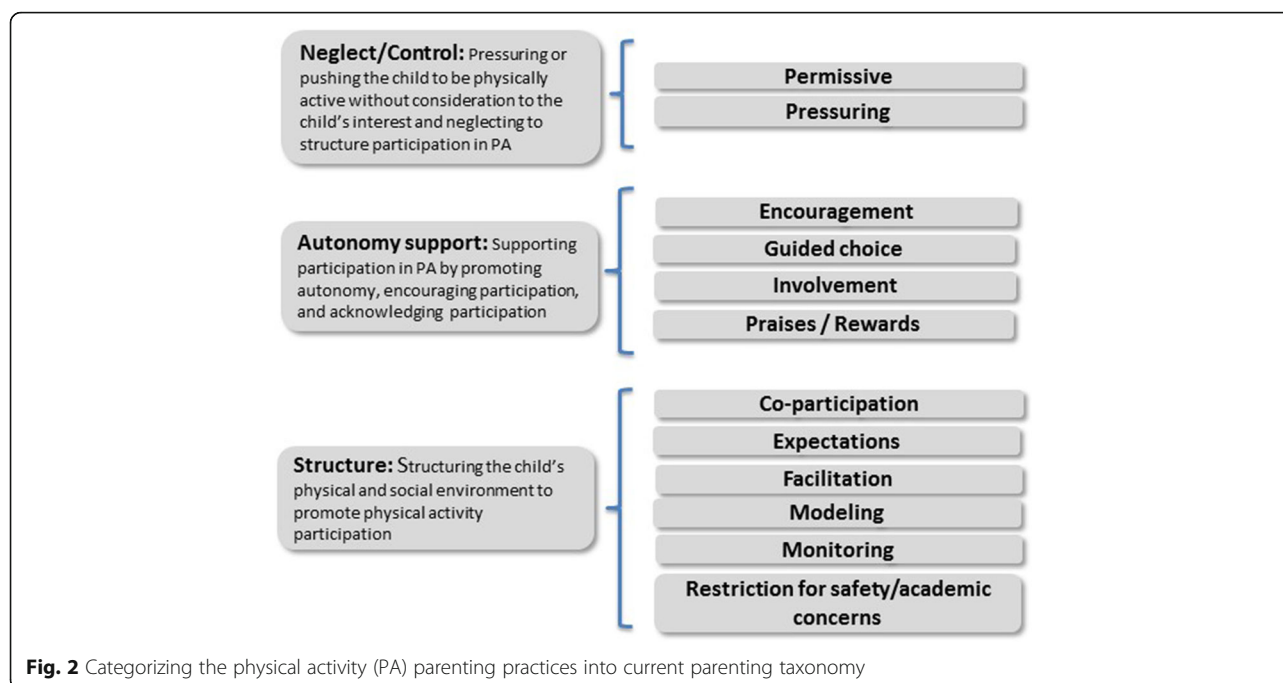 Neglect/Control: Pressuring or
pushing the child to be physically
active without consideration to the
child's interest and neglecting to
structure participation in PA
Permissive
Pressuring
Autonomy support: Supporting
participation in PA by promoting
autonomy, encouraging participation,
and acknowledging participation
Encouragement
Guided choice
Involvement
Praises / Rewards
Structure: Structuring the child's
physical and social environment to
promote physical activity
participation
Co-participation
Expectations
Facilitation
Modeling
Monitoring
Restriction for safety/academic
concerns
Fig. 2 Categorizing the physical activity (PA) parenting practices into current parenting taxonomy